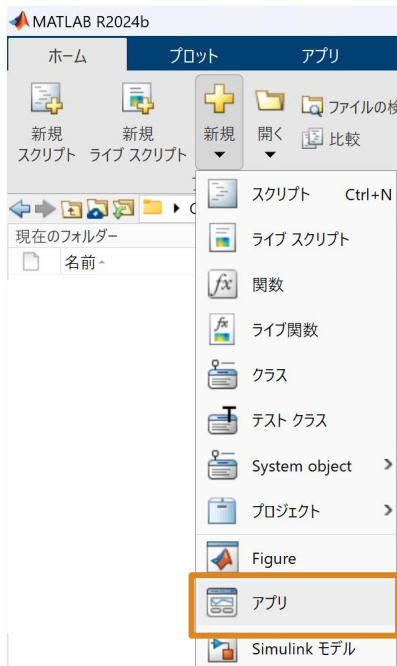 MATLAB R2024b
ホーム プロット アプリ
新規 スクリプト
新規 ライブ スクリプト
新規
開く
ファイルの検
比較
現在のフォルダー
名前
スクリプト Ctrl+N
ライブ スクリプト
fx 関数
fx ライブ関数
クラス
テスト クラス
System object
プロジェクト
Figure
アプリ
Simulink モデル